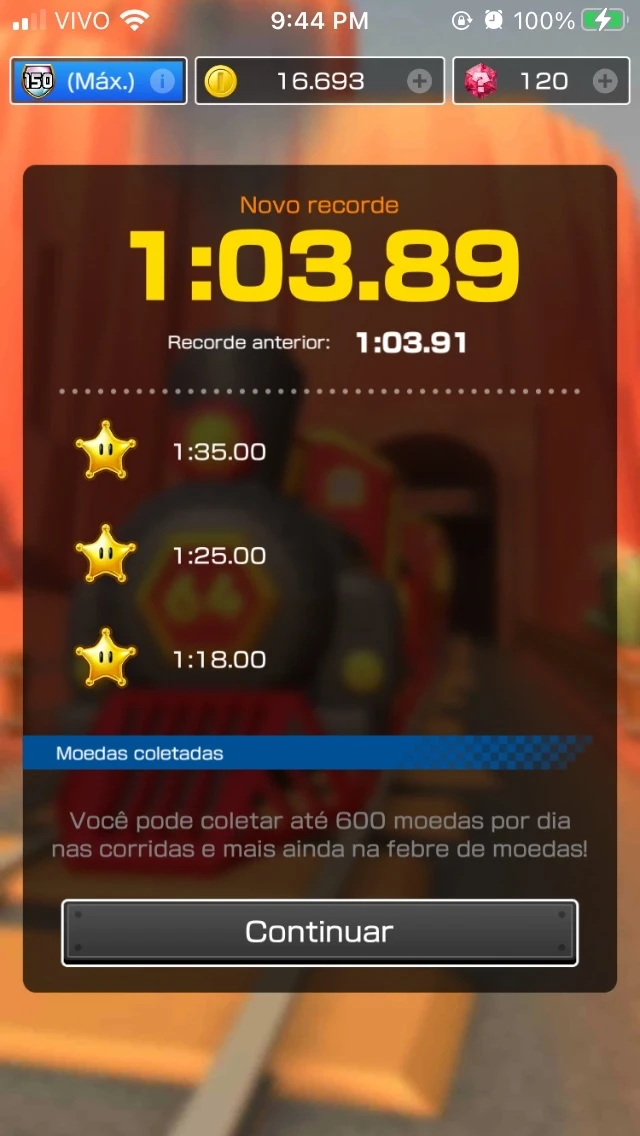 VIVO 9:44 PM 100%
150 (Máx.) i 16.693 + 120 +
Novo recorde
1:03.89
Recorde anterior: 1:03.91
1:35.00
1:25.00
1:18.00
64
Moedas coletadas
Você pode coletar até 600 moedas por dia
nas corridas e mais ainda na febre de moedas!
Continuar